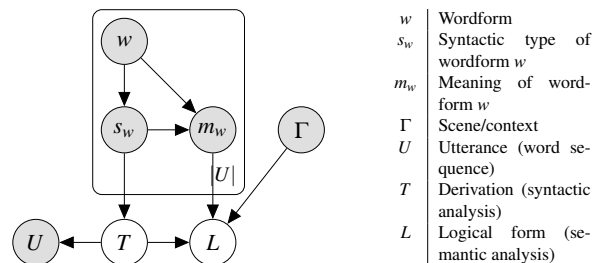 w
s_w
m_w
Γ
|U|
U
T
L
w Wordform
s_w Syntactic type of
wordform w
m_w Meaning of word-
form w
Γ Scene/context
U Utterance (word se-
quence)
T Derivation (syntactic
analysis)
L Logical form (se-
mantic analysis)